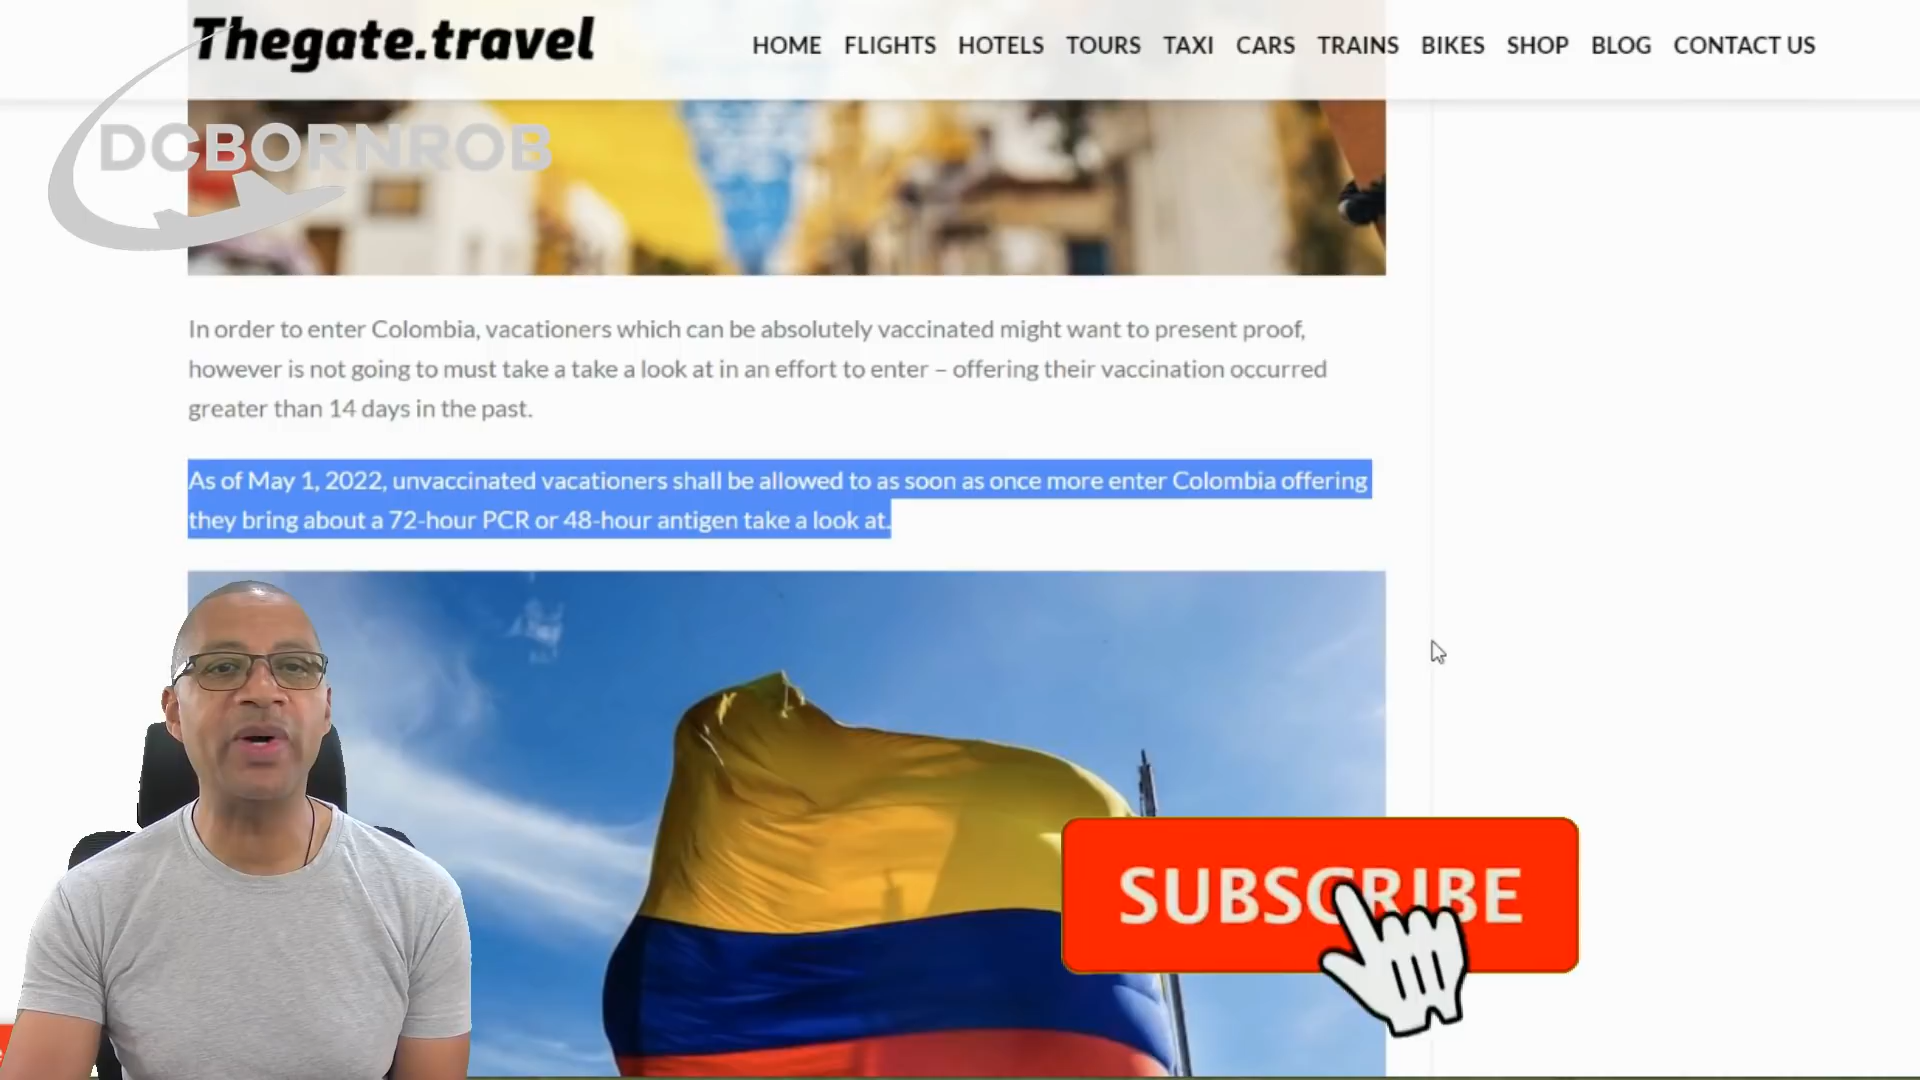 Thegate.travel
HOME FLIGHTS HOTELS TOURS TAXI CARS TRAINS BIKES SHOP BLOG CONTACT US
DCBORNROB
In order to enter Colombia, vacationers which can be absolutely vaccinated might want to present proof,
however is not going to must take a take a look at in an effort to enter – offering their vaccination occurred
greater than 14 days in the past.
As of May 1, 2022, unvaccinated vacationers shall be allowed to as soon as once more enter Colombia offering
they bring about a 72-hour PCR or 48-hour antigen take a look at.
SUBSCRIBE